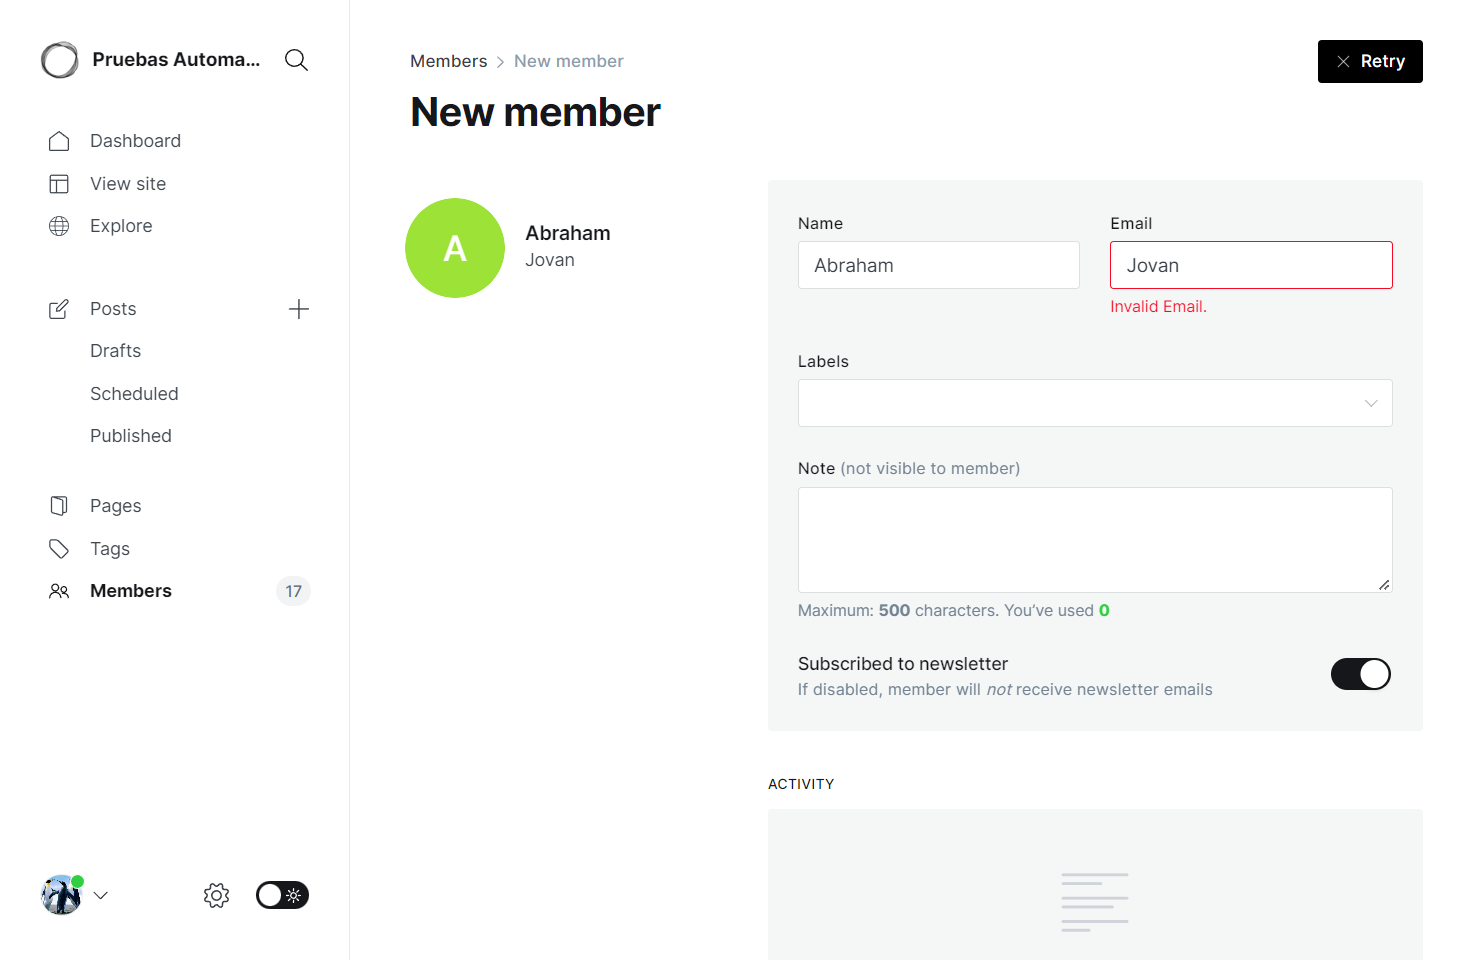 Pruebas Automa...
Dashboard
View site
Explore
Posts
Drafts
Scheduled
Published
Pages
Tags
Members 17
Members New member
Retry
New member
A
Abraham
Jovan
Name
Abraham
Email
Jovan
Invalid Email.
Labels
Note (not visible to member)
Maximum: 500 characters. You’ve used 0
Subscribed to newsletter
If disabled, member will not receive newsletter emails
ACTIVITY